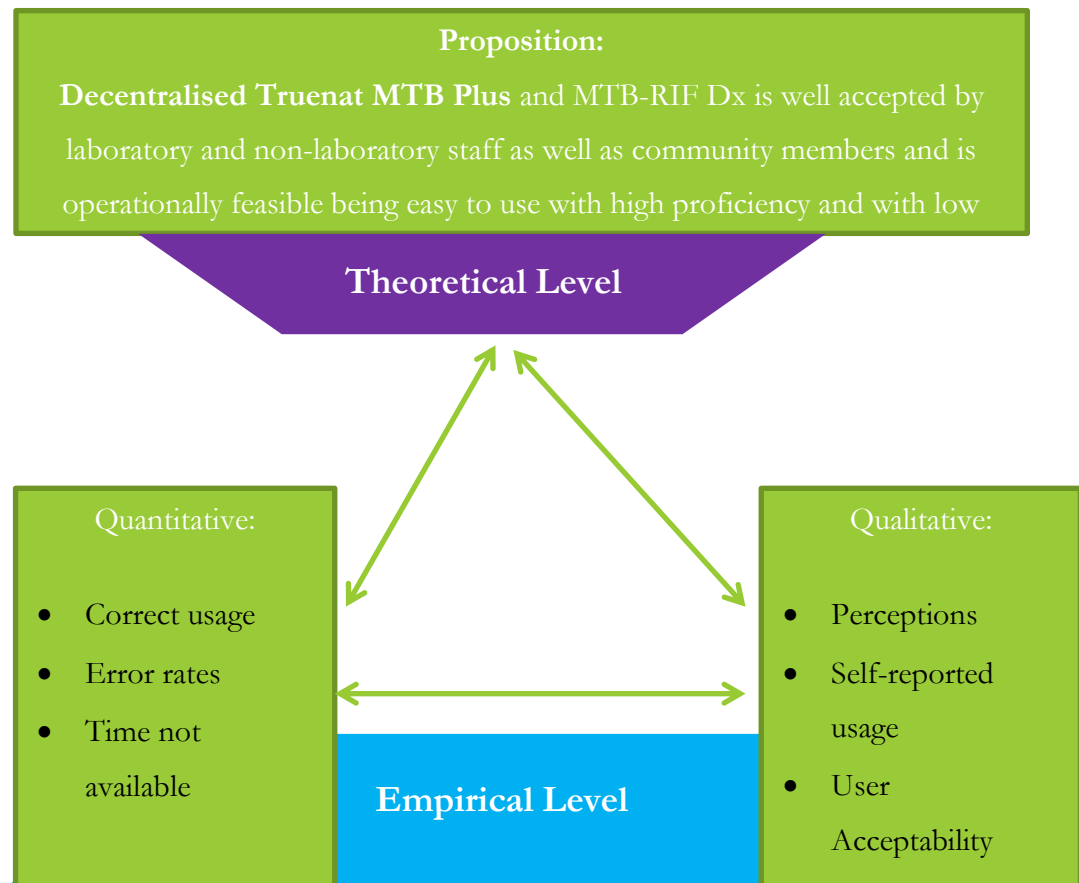 Proposition:
Decentralised Truenat MTB Plus and MTB-RIF Dx is well accepted by
laboratory and non-laboratory staff as well as community members and is
operationally feasible being easy to use with high proficiency and with low
Theoretical Level
Quantitative:
• Correct usage
• Error rates
• Time not
available
Qualitative:
• Perceptions
• Self-reported
usage
• User
Acceptability
Empirical Level